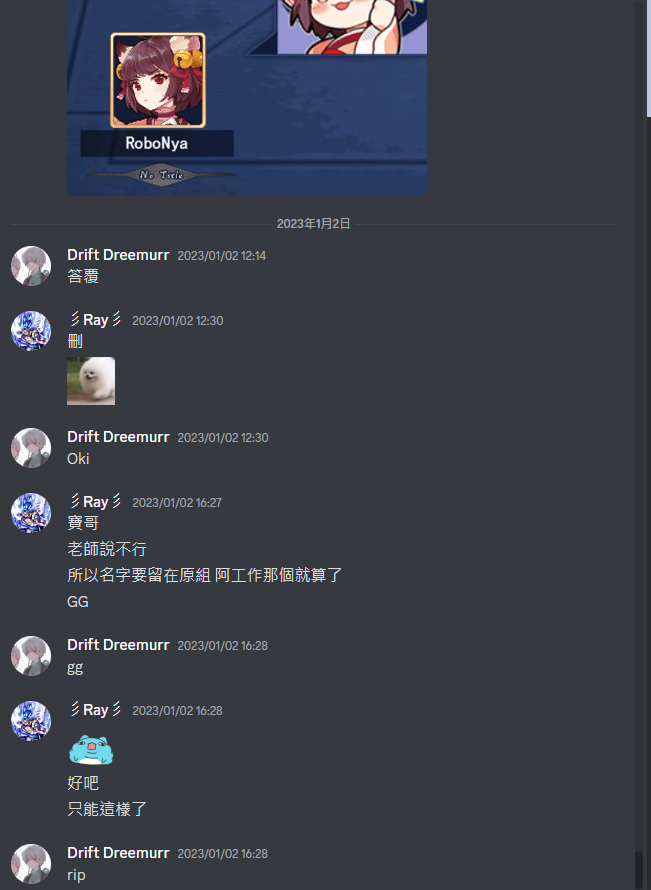 RoboNya
No Title
2023年1月2日
Drift Dreemurr 2023/01/02 12:14
答覆
彡Ray彡 2023/01/02 12:30
刪
Drift Dreemurr 2023/01/02 12:30
Oki
彡Ray彡 2023/01/02 16:27
寶哥
老師說不行
所以名字要留在原組 阿工作那個就算了
GG
Drift Dreemurr 2023/01/02 16:28
gg
彡Ray彡 2023/01/02 16:28
好吧
只能這樣了
Drift Dreemurr 2023/01/02 16:28
rip